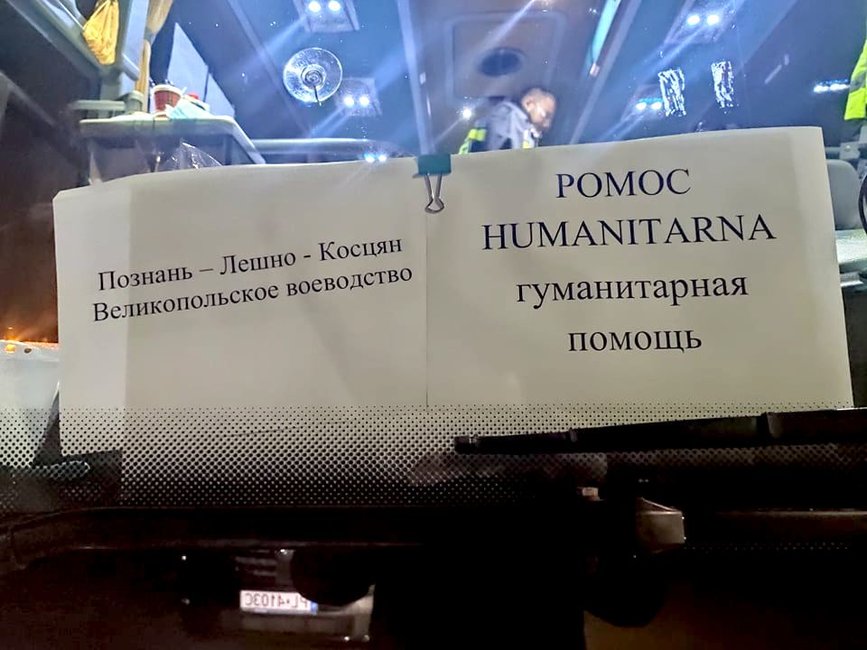 Познань – Лешно - Косцян
Великопольское воеводство
POMOC
HUMANITARNA
гуманитарная
помощь